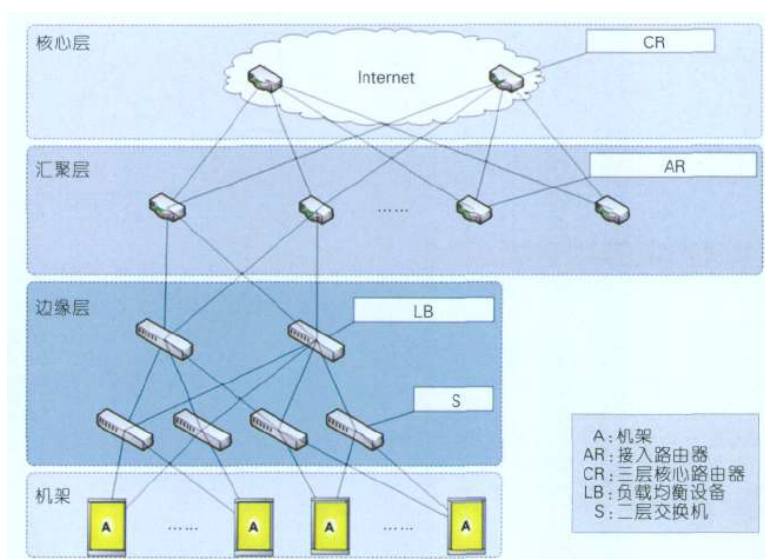 核心层
Internet
CR
汇聚层
AR
……
边缘层
LB
S
机架
A
……
A
A
……
A
A:机架
AR:接入路由器
CR:三层核心路由器
LB:负载均衡设备
S:二层交换机